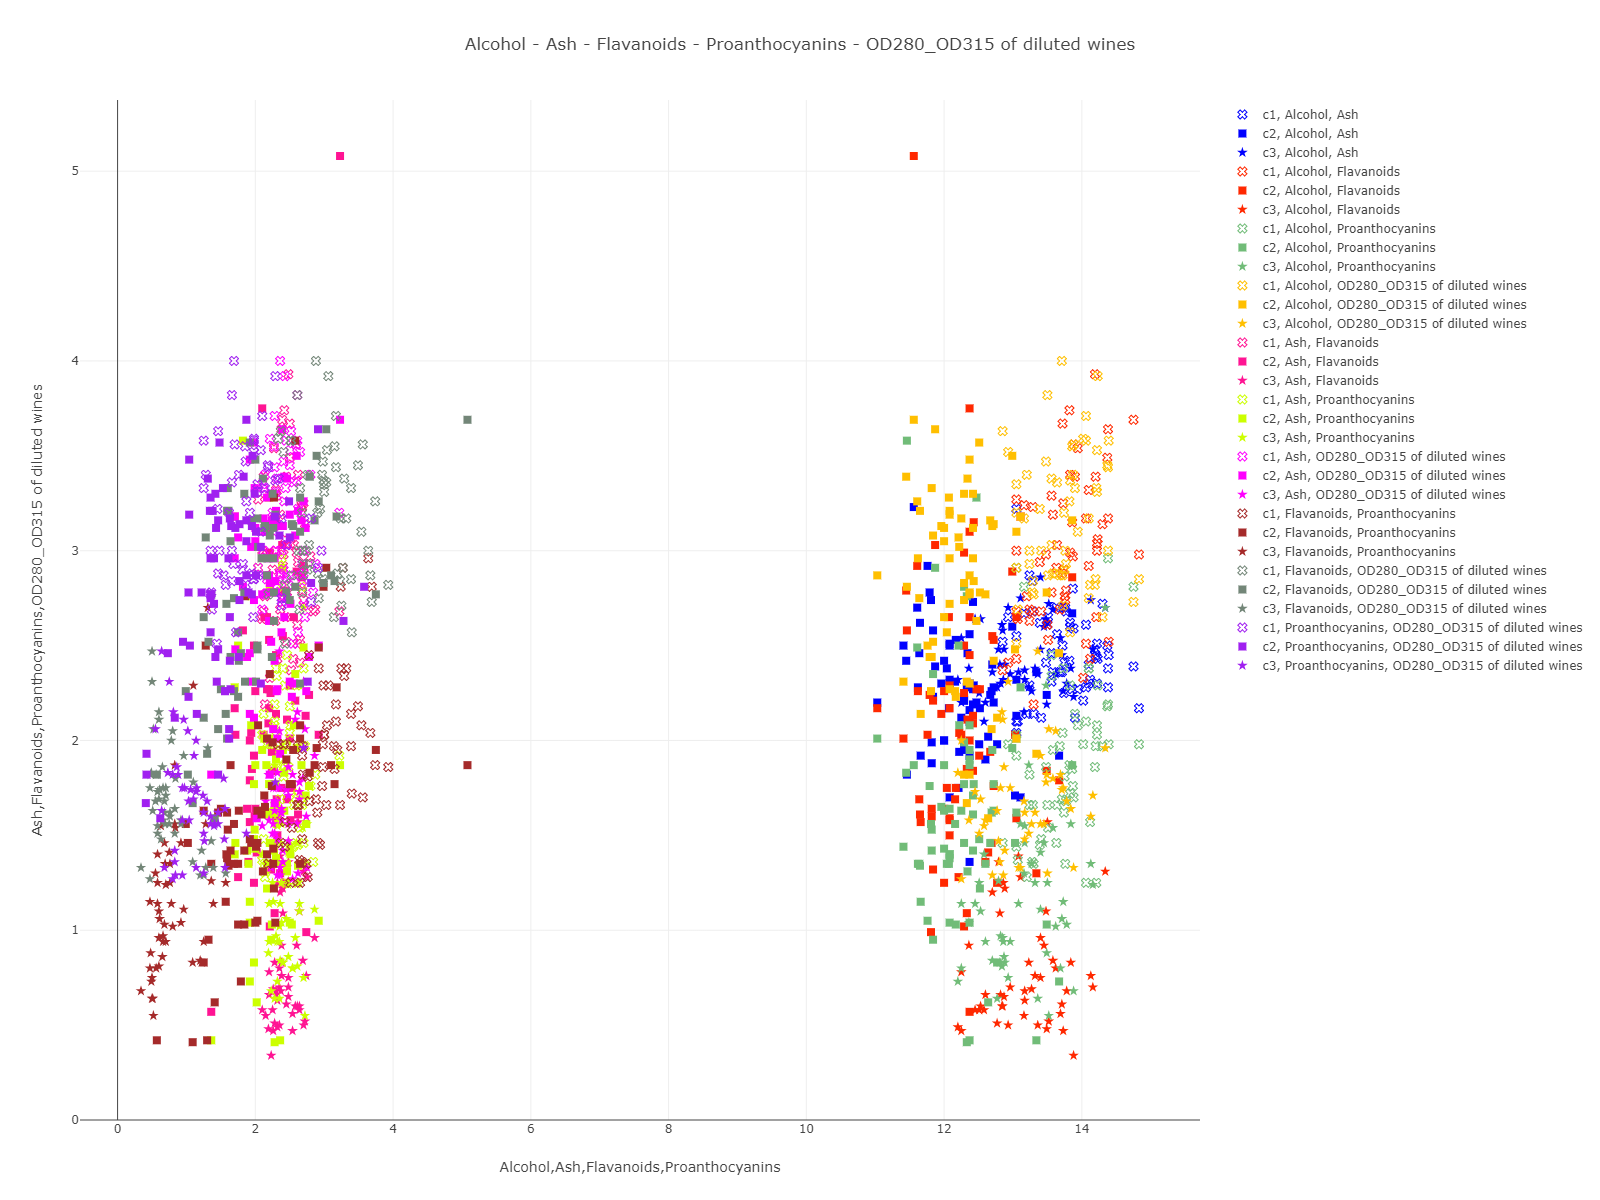 Alcohol - Ash - Flavanoids - Proanthocyanins - OD280_OD315 of diluted wines
Ash,Flavanoids,Proanthocyanins,OD280_OD315 of diluted wines
5
4
3
2
1
0
0
2
4
6
8
10
12
14
Alcohol,Ash,Flavanoids,Proanthocyanins
c1, Alcohol, Ash
c2, Alcohol, Ash
c3, Alcohol, Ash
c1, Alcohol, Flavanoids
c2, Alcohol, Flavanoids
c3, Alcohol, Flavanoids
c1, Alcohol, Proanthocyanins
c2, Alcohol, Proanthocyanins
c3, Alcohol, Proanthocyanins
c1, Alcohol, OD280_OD315 of diluted wines
c2, Alcohol, OD280_OD315 of diluted wines
c3, Alcohol, OD280_OD315 of diluted wines
c1, Ash, Flavanoids
c2, Ash, Flavanoids
c3, Ash, Flavanoids
c1, Ash, Proanthocyanins
c2, Ash, Proanthocyanins
c3, Ash, Proanthocyanins
c1, Ash, OD280_OD315 of diluted wines
c2, Ash, OD280_OD315 of diluted wines
c3, Ash, OD280_OD315 of diluted wines
c1, Flavanoids, Proanthocyanins
c2, Flavanoids, Proanthocyanins
c3, Flavanoids, Proanthocyanins
c1, Flavanoids, OD280_OD315 of diluted wines
c2, Flavanoids, OD280_OD315 of diluted wines
c3, Flavanoids, OD280_OD315 of diluted wines
c1, Proanthocyanins, OD280_OD315 of diluted wines
c2, Proanthocyanins, OD280_OD315 of diluted wines
c3, Proanthocyanins, OD280_OD315 of diluted wines